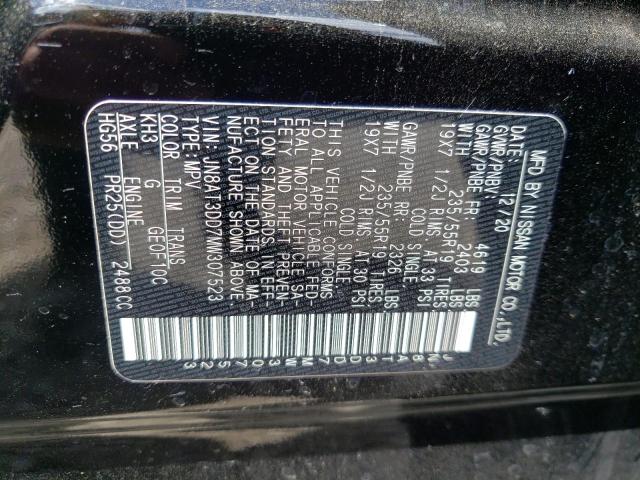 MFD BY NISSAN MOTOR CO.,LTD.
DATE: 12/20
GVWR/PNBV: 4619 LBS
GAWR/PNBE FR: 2403 LBS
WITH 235/55R19 TIRES
19X7 1/2J RIMS AT 33 PSI
COLD SINGLE
GAWR/PNBE RR: 2326 LBS
WITH 235/55R19 TIRES
19X7 1/2J RIMS AT 30 PSI
COLD SINGLE
THIS VEHICLE CONFORMS
TO ALL APPLICABLE FED-
ERAL MOTOR VEHICLE SA-
FETY AND THEFT PREVEN-
TION STANDARDS IN EFF-
ECT ON THE DATE OF MA-
NUFACTURE SHOWN ABOVE
VIN: JN8AT3DD7MW307523
TYPE: MPV
COLOR TRIM TRANS
KH3 G GE0F10C
AXLE ENGINE
HG56 PR25(DD) 2488CC
JN8AT3DD7MW307523